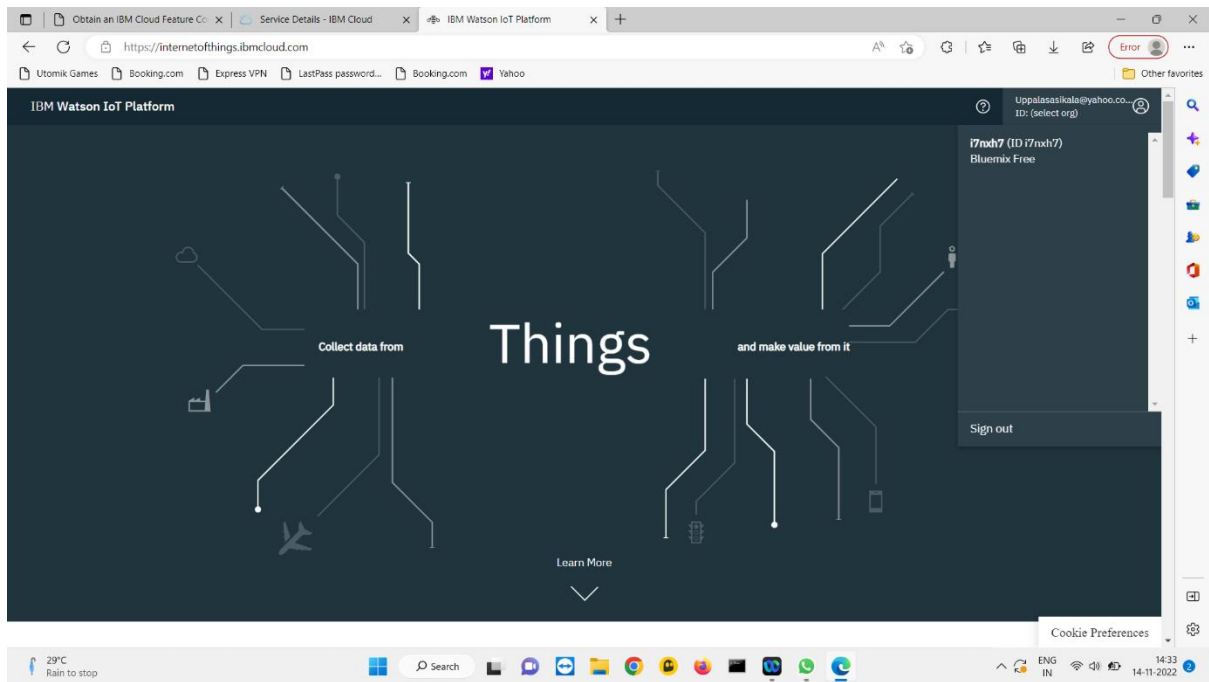 Obtain an IBM Cloud Feature Co
Service Details - IBM Cloud
IBM Watson IoT Platform
https://internetofthings.ibmcloud.com
Error
Utomik Games
Booking.com
Express VPN
LastPass password...
Booking.com
Yahoo
Other favorites
IBM Watson IoT Platform
Uppalasasikala@yahoo.co...
ID: (select org)
i7nxh7 (ID i7nxh7)
Bluemix Free
Collect data from
Things
and make value from it
Sign out
Learn More
Cookie Preferences
29°C
Rain to stop
Search
ENG
IN
14:33
14-11-2022
2